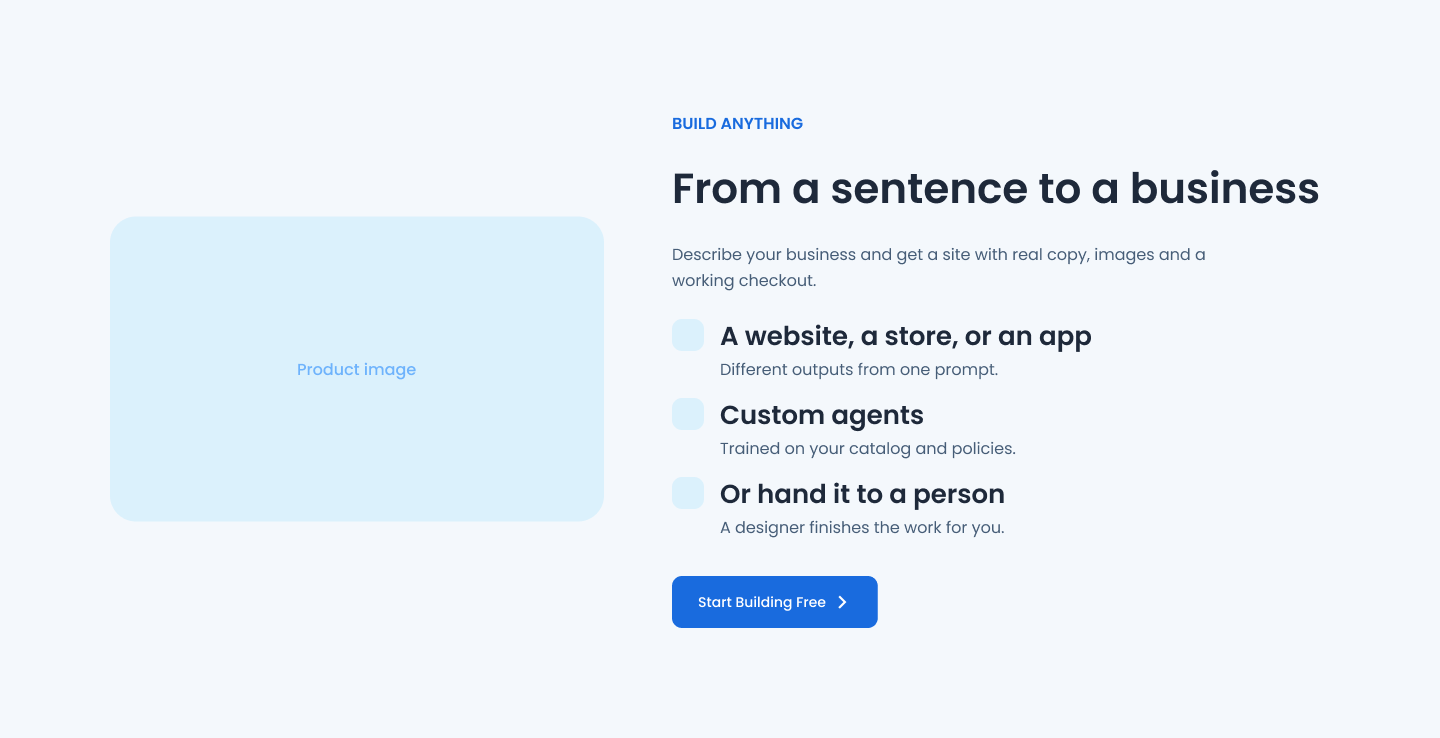 BUILD ANYTHING
From a sentence to a business
Describe your business and get a site with real copy, images and a
working checkout.
Product image
A website, a store, or an app
Different outputs from one prompt.
Custom agents
Trained on your catalog and policies.
Or hand it to a person
A designer finishes the work for you.
Start Building Free